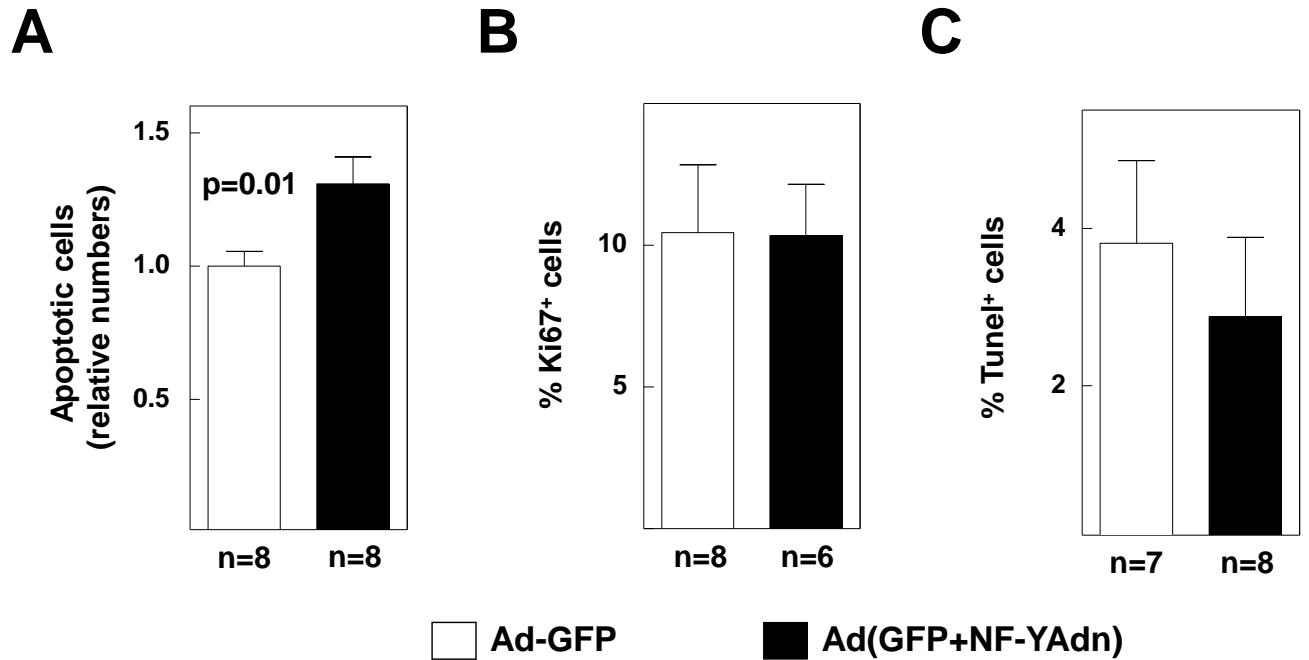 A
B
C
1.5
1.0
0.5
p=0.01
Apoptotic cells
(relative numbers)
n=8
n=8
10
5
% Ki67⁺ cells
n=8
n=6
4
2
% Tunel⁺ cells
n=7
n=8
Ad-GFP
Ad(GFP+NF-YAdn)